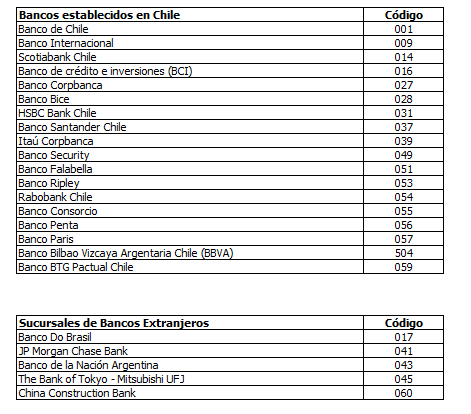 Bancos establecidos en Chile Código
Banco de Chile 001
Banco Internacional 009
Scotiabank Chile 014
Banco de crédito e inversiones (BCI) 016
Banco Corpbanca 027
Banco Bice 028
HSBC Bank Chile 031
Banco Santander Chile 037
Itaú Corpbanca 039
Banco Security 049
Banco Falabella 051
Banco Ripley 053
Rabobank Chile 054
Banco Consorcio 055
Banco Penta 056
Banco Paris 057
Banco Bilbao Vizcaya Argentaria Chile (BBVA) 504
Banco BTG Pactual Chile 059
Sucursales de Bancos Extranjeros Código
Banco Do Brasil 017
JP Morgan Chase Bank 041
Banco de la Nación Argentina 043
The Bank of Tokyo - Mitsubishi UFJ 045
China Construction Bank 060